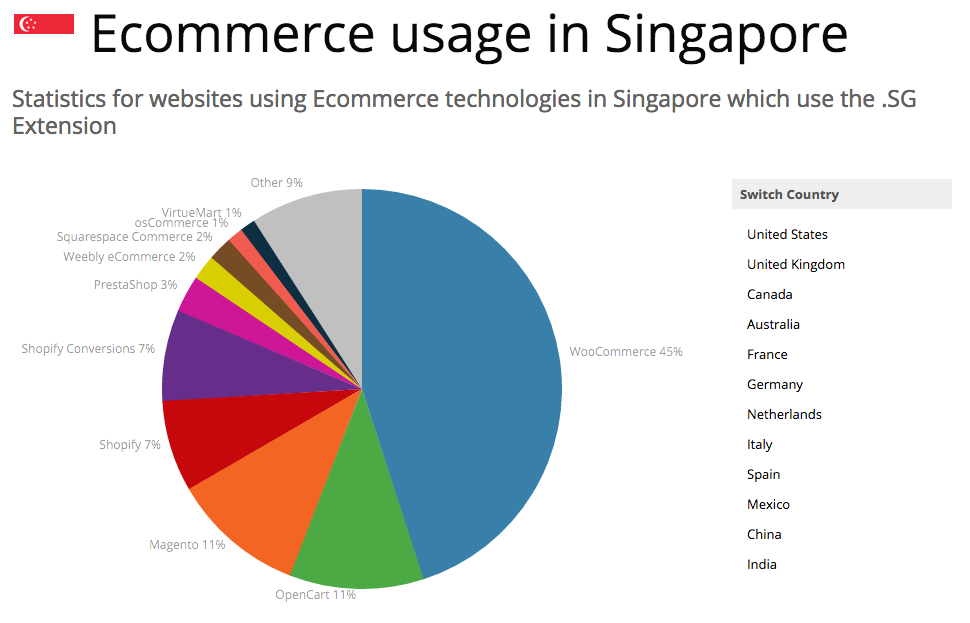 Ecommerce usage in Singapore
Statistics for websites using Ecommerce technologies in Singapore which use the .SG
Extension
Other 9%
VirtueMart 1%
osCommerce 1%
Squarespace Commerce 2%
Weebly eCommerce 2%
PrestaShop 3%
Shopify Conversions 7%
Shopify 7%
Magento 11%
OpenCart 11%
WooCommerce 45%
Switch Country
United States
United Kingdom
Canada
Australia
France
Germany
Netherlands
Italy
Spain
Mexico
China
India